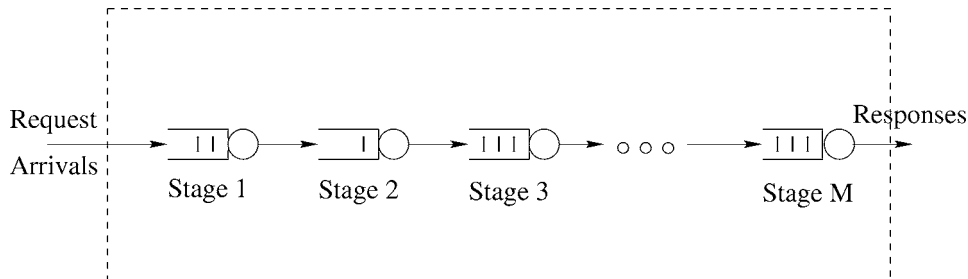 Request
Arrivals
Stage 1
Stage 2
Stage 3
Stage M
Responses